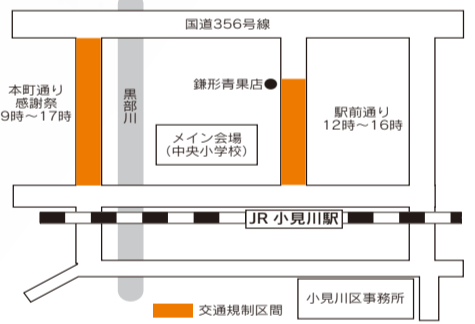 国道356号線
本町通り
感謝祭
9時〜17時
黒部川
鎌形青果店
駅前通り
12時〜16時
メイン会場
(中央小学校)
JR 小見川駅
交通規制区間
小見川区事務所